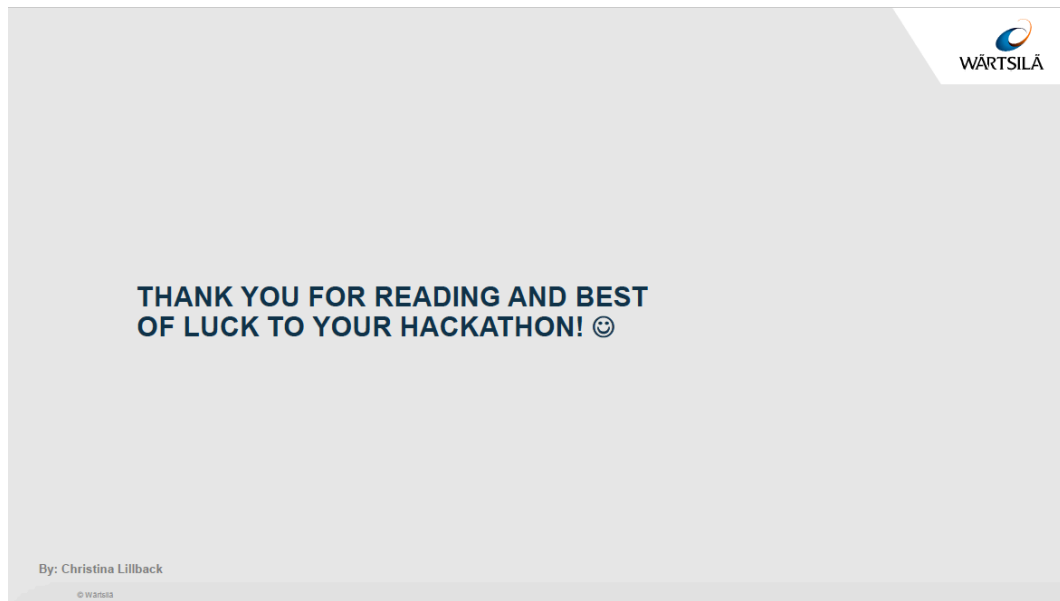 WÄRTSILÄ
THANK YOU FOR READING AND BEST
OF LUCK TO YOUR HACKATHON! ☺
By: Christina Lillback
© Wärtsilä